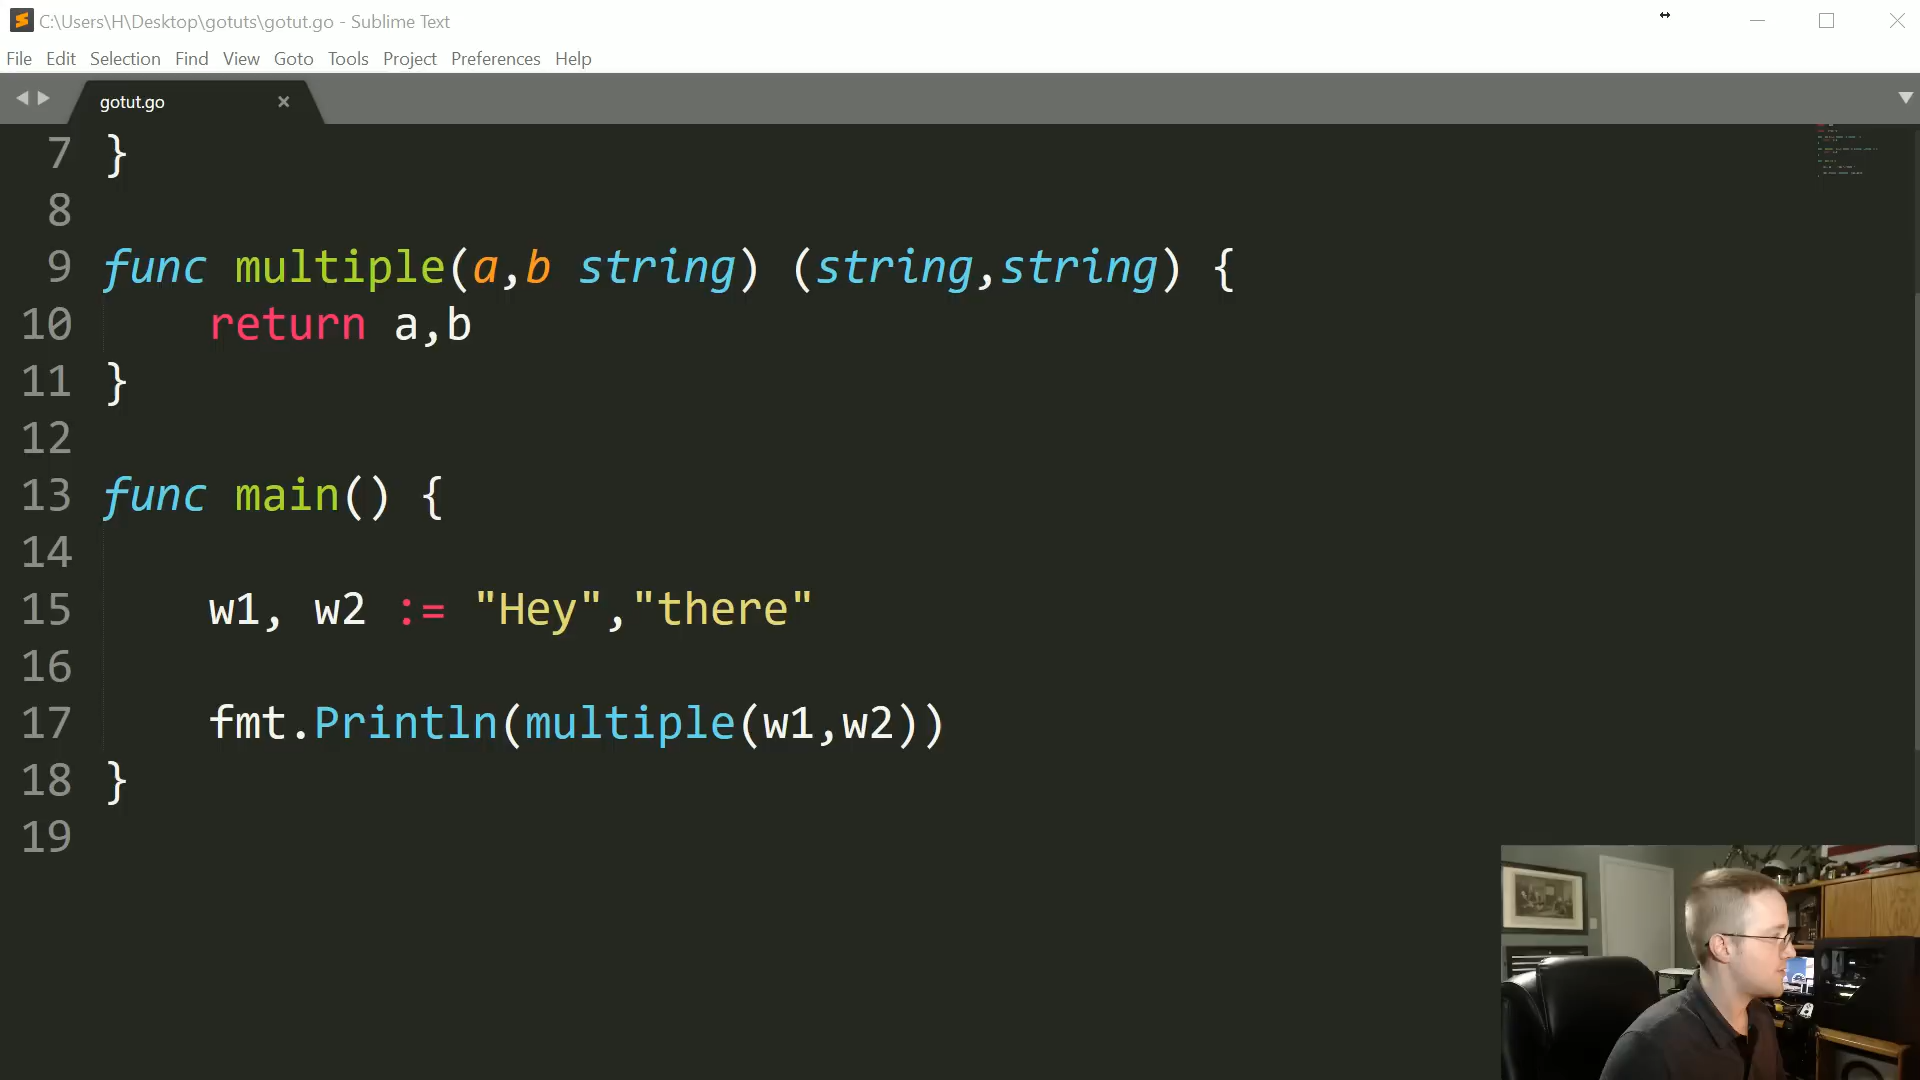 C:\Users\H\Desktop\gotuts\gotut.go - Sublime Text
File Edit Selection Find View Goto Tools Project Preferences Help
gotut.go
7 }
8
9 func multiple(a,b string) (string,string) {
10 return a,b
11 }
12
13 func main() {
14
15 w1, w2 := "Hey","there"
16
17 fmt.Println(multiple(w1,w2))
18 }
19